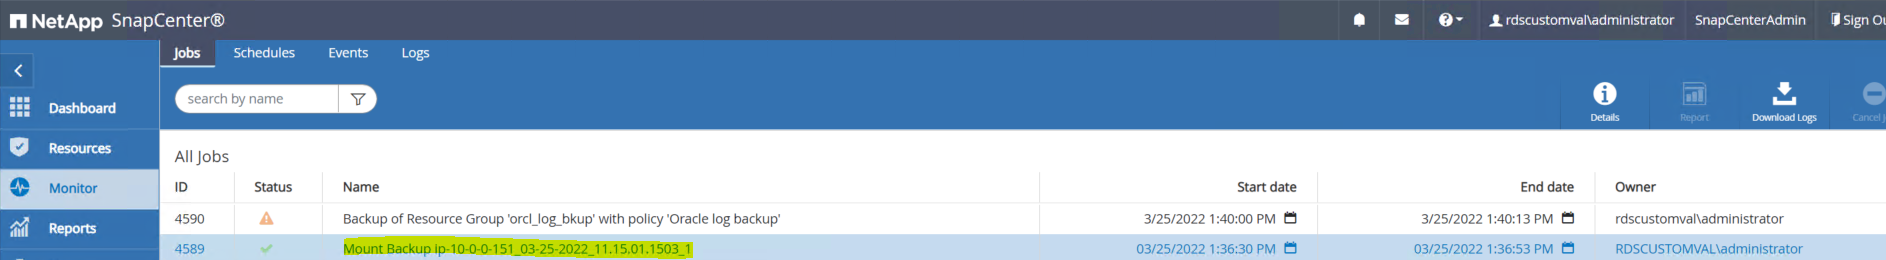 NetApp SnapCenter® rdscustomval\administrator SnapCenterAdmin Sign Ou
Jobs Schedules Events Logs
search by name
Dashboard
Details Report Download Logs Cancel J
Resources
All Jobs
Monitor
ID Status Name Start date End date Owner
Reports
4590 Backup of Resource Group 'orcl_log_bkup' with policy 'Oracle log backup' 3/25/2022 1:40:00 PM 3/25/2022 1:40:13 PM rdscustomval\administrator
4589 Mount Backup ip-10-0-0-151_03-25-2022_11.15.01.1503_1 03/25/2022 1:36:30 PM 03/25/2022 1:36:53 PM RDSCUSTOMVAL\administrator